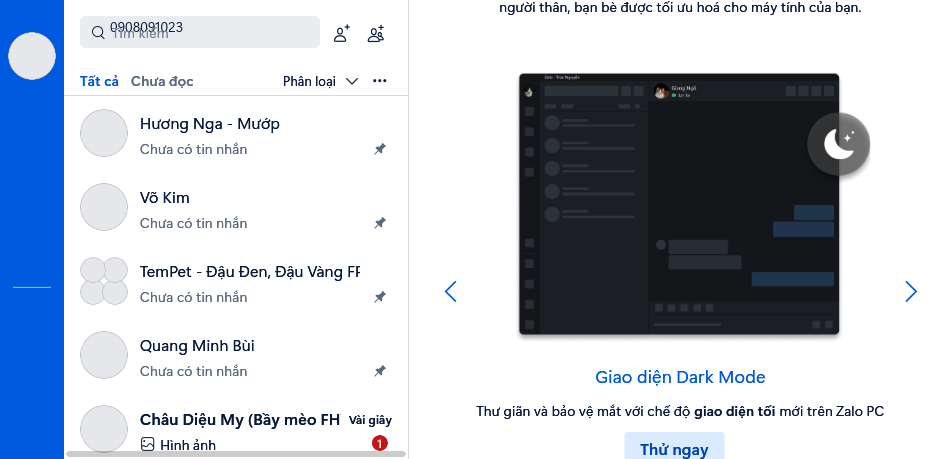 0908091023
Tìm kiếm
Tất cả Chưa đọc Phân loại
Hương Nga - Mướp
Chưa có tin nhắn
Võ Kim
Chưa có tin nhắn
TemPet - Đậu Đen, Đậu Vàng FF
Chưa có tin nhắn
Quang Minh Bùi
Chưa có tin nhắn
Châu Diệu My (Bầy mèo FH Vài giây
Hình ảnh 1
người thân, bạn bè được tối ưu hoá cho máy tính của bạn.
Giao diện Dark Mode
Thư giãn và bảo vệ mắt với chế độ giao diện tối mới trên Zalo PC
Thử ngay